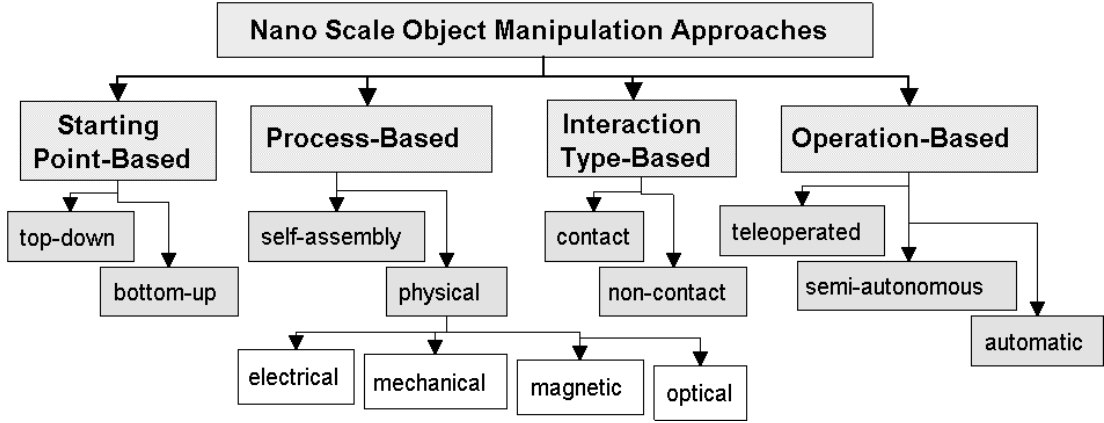 Nano Scale Object Manipulation Approaches
Starting
Point-Based
Process-Based
Interaction
Type-Based
Operation-Based
top-down
bottom-up
self-assembly
physical
contact
non-contact
teleoperated
semi-autonomous
automatic
electrical
mechanical
magnetic
optical